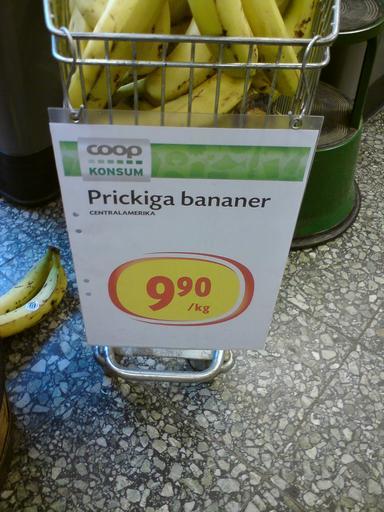 coop
KONSUM
Prickiga bananer
CENTRALAMERIKA
9 90
/kg